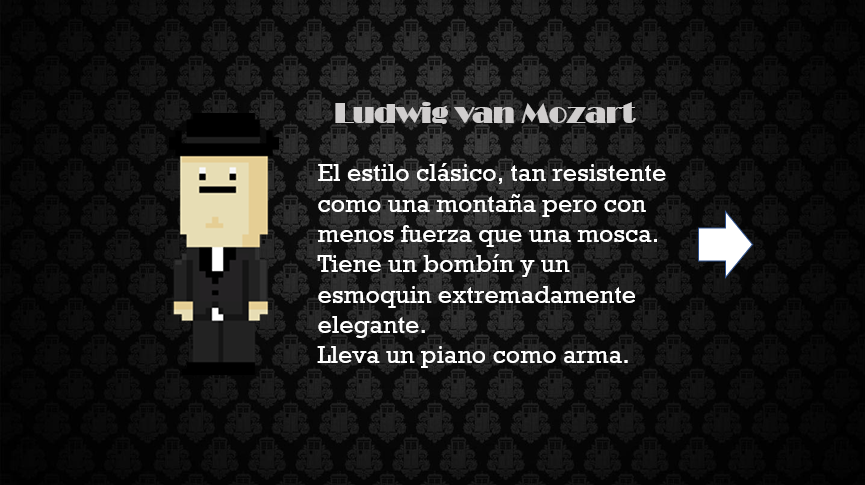 Ludwig van Mozart
El estilo clásico, tan resistente
como una montaña pero con
menos fuerza que una mosca.
Tiene un bombín y un
esmoquin extremadamente
elegante.
Lleva un piano como arma.